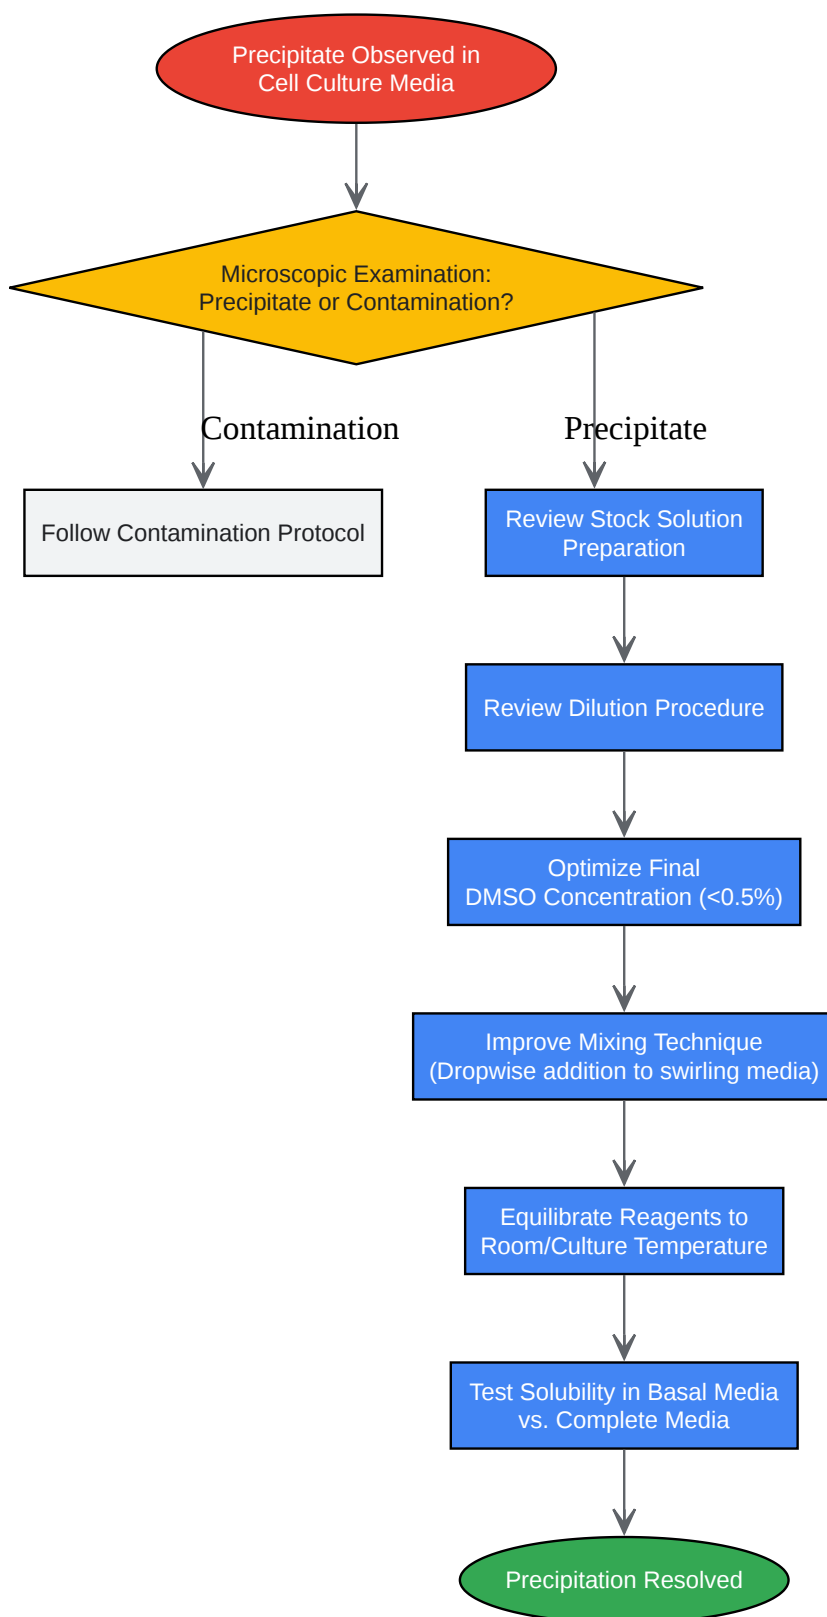 Precipitate Observed in
Cell Culture Media
Microscopic Examination:
Precipitate or Contamination?
Contamination
Precipitate
Follow Contamination Protocol
Review Stock Solution
Preparation
Review Dilution Procedure
Optimize Final
DMSO Concentration (<0.5%)
Improve Mixing Technique
(Dropwise addition to swirling media)
Equilibrate Reagents to
Room/Culture Temperature
Test Solubility in Basal Media
vs. Complete Media
Precipitation Resolved